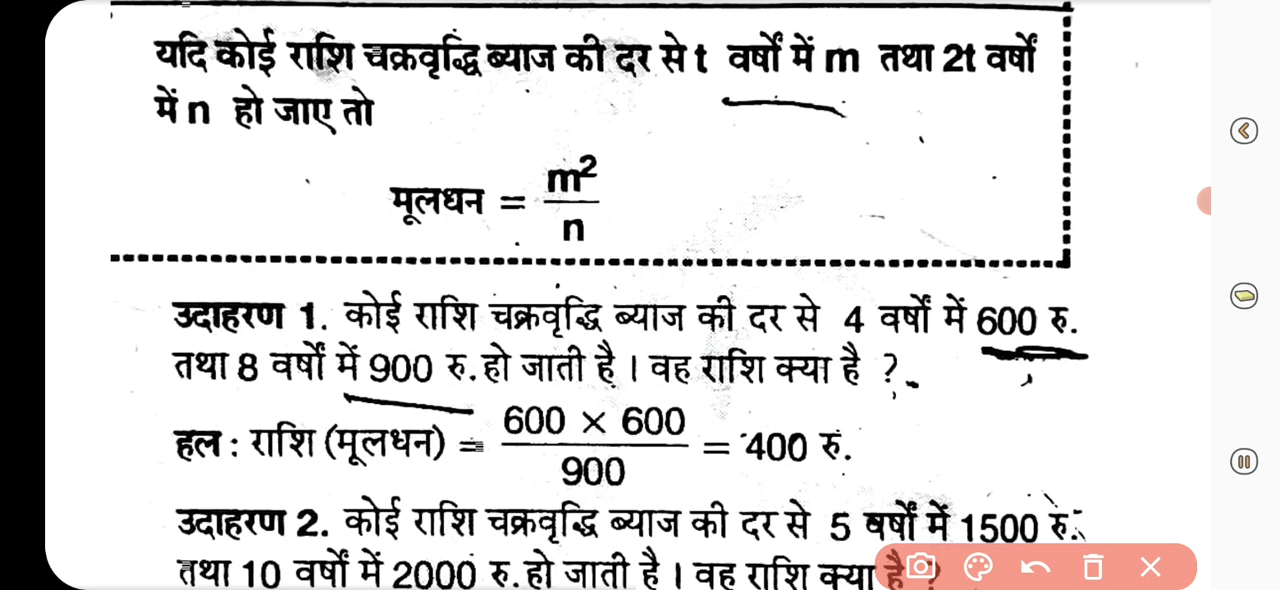 यदि कोई राशि चक्रवृद्धि ब्याज की दर से t वर्षों में m तथा 2t वर्षों
में n हो जाए तो
मूलधन = m²/n
उदाहरण 1. कोई राशि चक्रवृद्धि ब्याज की दर से 4 वर्षों में 600 रु.
तथा 8 वर्षों में 900 रु. हो जाती है । वह राशि क्या है ?
हल : राशि (मूलधन) = 600 × 600 / 900 = 400 रु.
उदाहरण 2. कोई राशि चक्रवृद्धि ब्याज की दर से 5 वर्षों में 1500 रु.
तथा 10 वर्षों में 2000 रु. हो जाती है । वह राशि क्या है ?